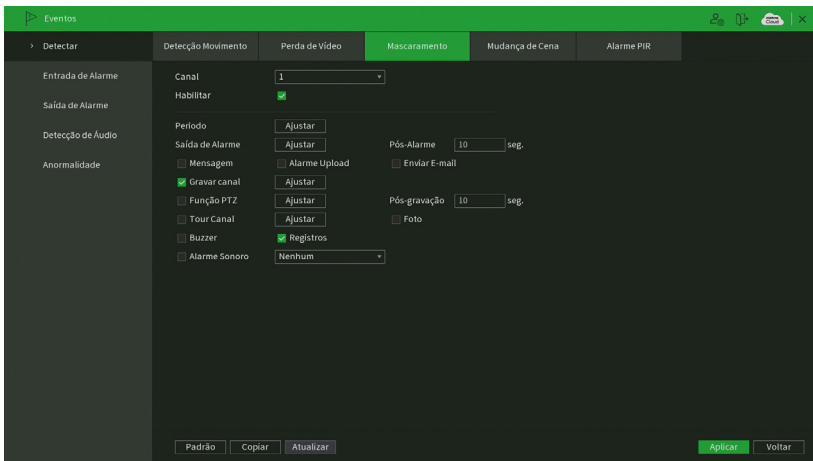 Eventos
Detectar
Entrada de Alarme
Saída de Alarme
Detecção de Áudio
Anormalidade
Detecção Movimento Perda de Vídeo Mascaramento Mudança de Cena Alarme PIR
Canal 1
Habilitar
Período Ajustar
Saída de Alarme Ajustar Pós-Alarme 10 seg.
Mensagem Alarme Upload Enviar E-mail
Gravar canal Ajustar
Função PTZ Ajustar Pós-gravação 10 seg.
Tour Canal Ajustar Foto
Buzzer Registros
Alarme Sonoro Nenhum
Padrão Copiar Atualizar Aplicar Voltar